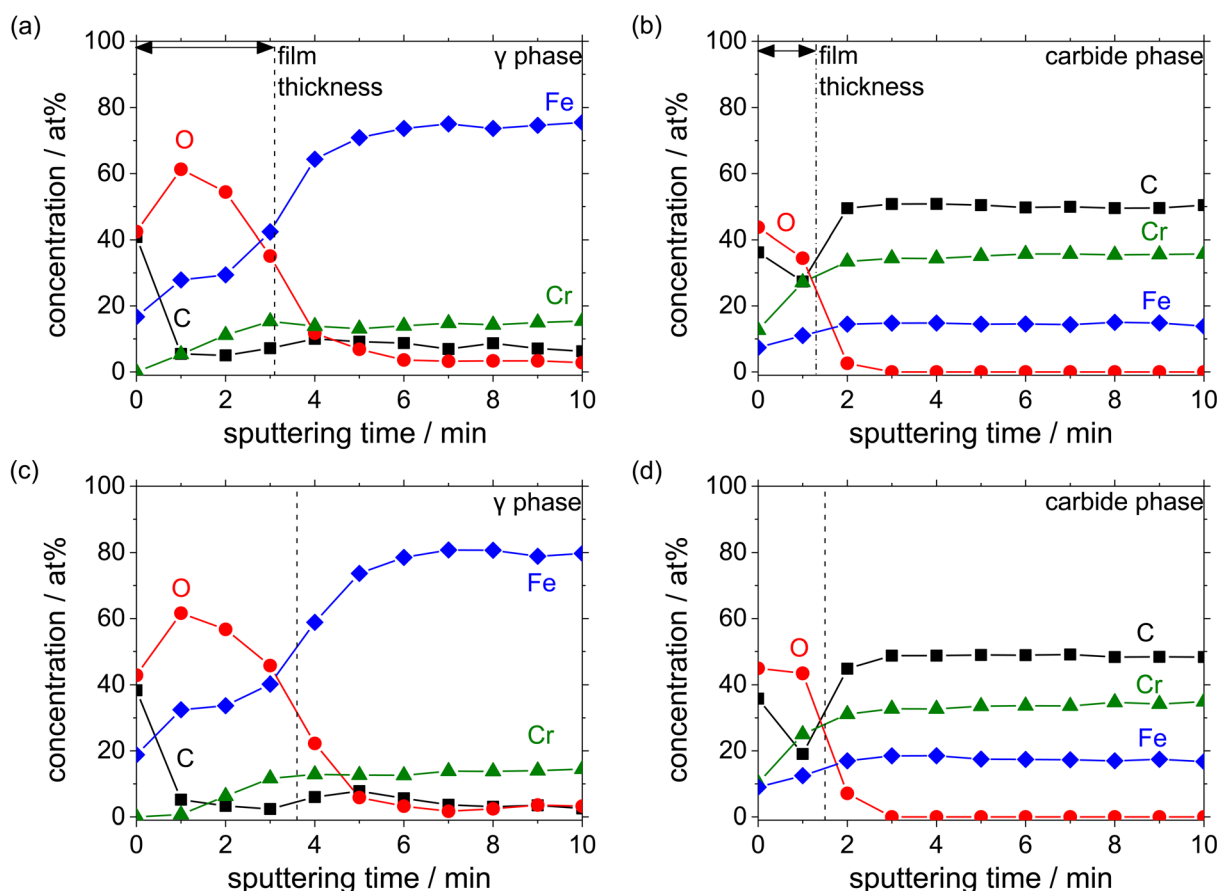 (a)
concentration / at%
100
80
60
40
20
0
film
thickness
γ phase
O
Fe
C
Cr
0 2 4 6 8 10
sputtering time / min
(b)
concentration / at%
100
80
60
40
20
0
film
thickness
carbide phase
O
C
Cr
Fe
0 2 4 6 8 10
sputtering time / min
(c)
concentration / at%
100
80
60
40
20
0
γ phase
O
Fe
C
Cr
0 2 4 6 8 10
sputtering time / min
(d)
concentration / at%
100
80
60
40
20
0
carbide phase
O
C
Cr
Fe
0 2 4 6 8 10
sputtering time / min